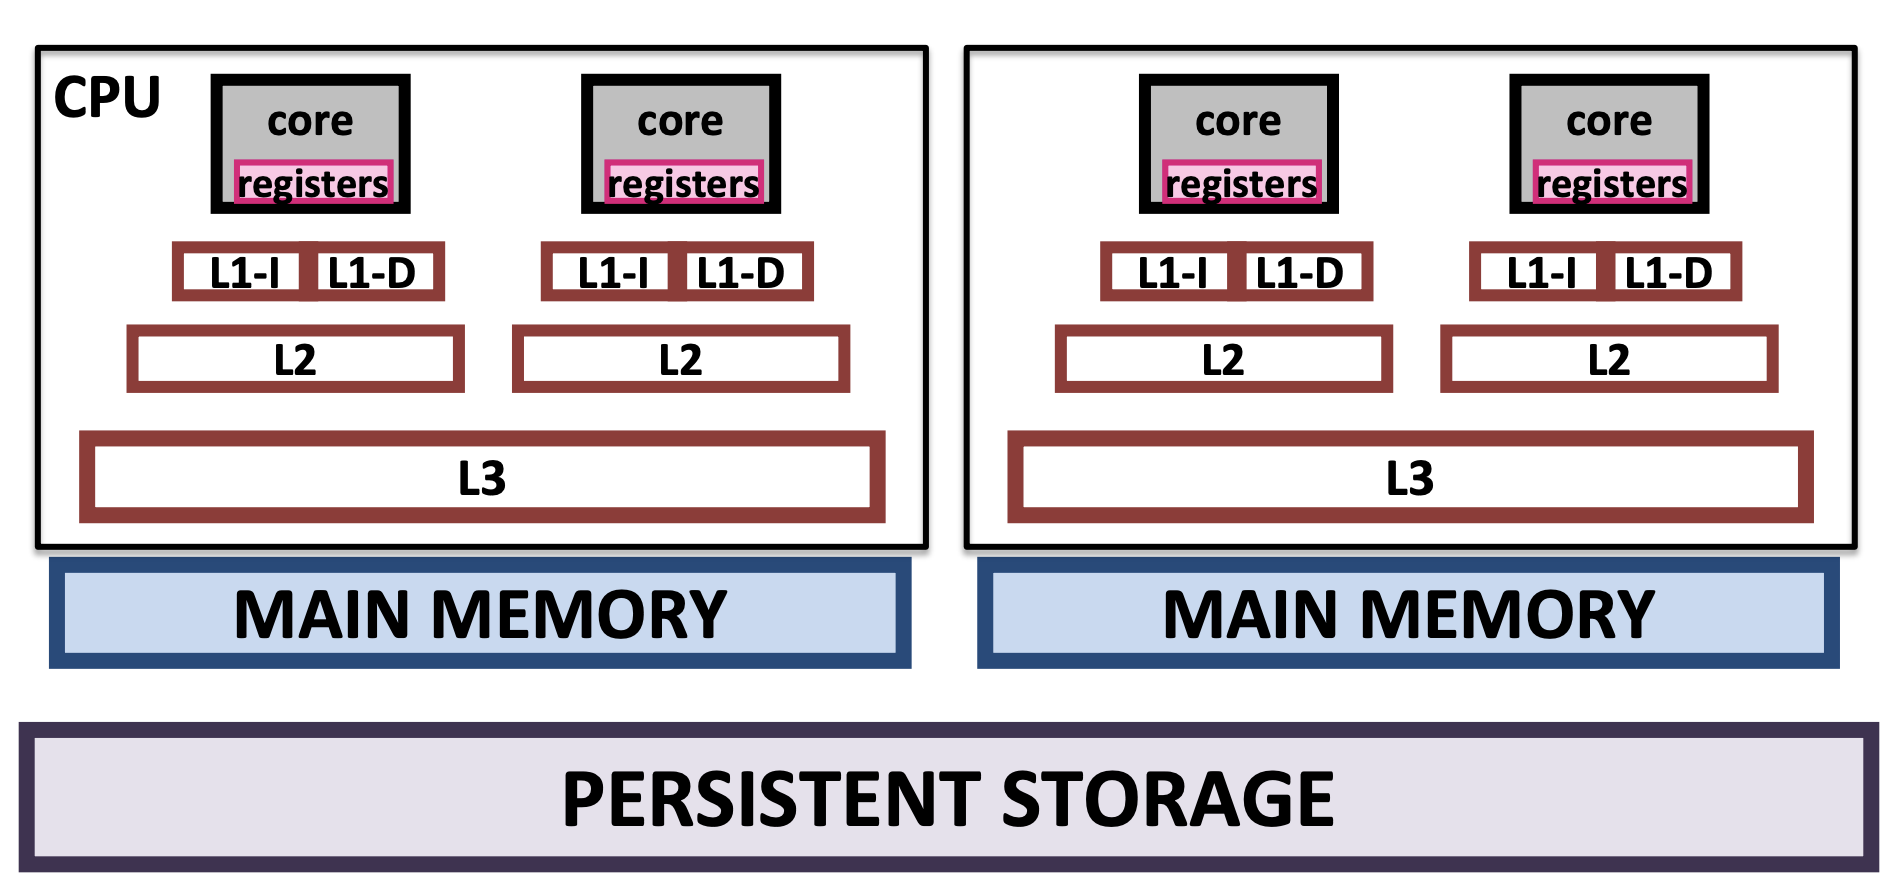 CPU
core
registers
core
registers
core
registers
core
registers
L1-I L1-D
L1-I L1-D
L1-I L1-D
L1-I L1-D
L2
L2
L2
L2
L3
L3
MAIN MEMORY
MAIN MEMORY
PERSISTENT STORAGE